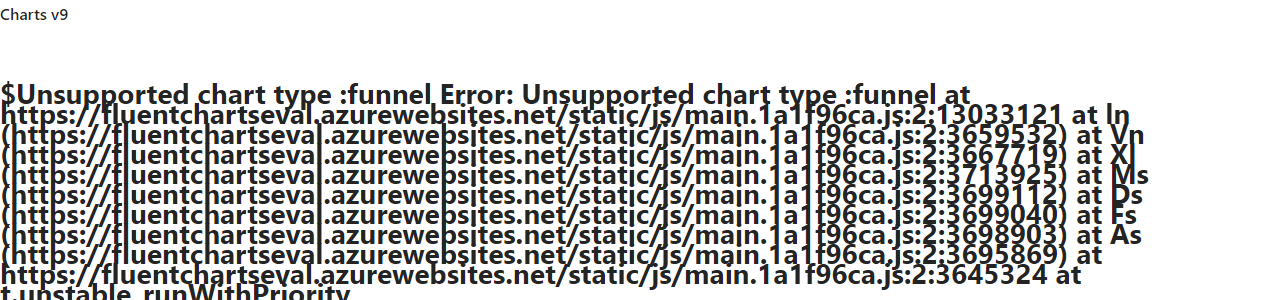 Charts v9
$Unsupported chart type :funnel Error: Unsupported chart type :funnel at
https://fluentchartseval.azurewebsites.net/static/js/main.1a1f96ca.js:2:13033121 at ln
(https://fluentchartseval.azurewebsites.net/static/js/main.1a1f96ca.js:2:3659532) at Vn
(https://fluentchartseval.azurewebsites.net/static/js/main.1a1f96ca.js:2:3667719) at Xl
(https://fluentchartseval.azurewebsites.net/static/js/main.1a1f96ca.js:2:3713925) at Ms
(https://fluentchartseval.azurewebsites.net/static/js/main.1a1f96ca.js:2:3699112) at Ds
(https://fluentchartseval.azurewebsites.net/static/js/main.1a1f96ca.js:2:3699040) at Fs
(https://fluentchartseval.azurewebsites.net/static/js/main.1a1f96ca.js:2:3698903) at As
(https://fluentchartseval.azurewebsites.net/static/js/main.1a1f96ca.js:2:3695869) at
https://fluentchartseval.azurewebsites.net/static/js/main.1a1f96ca.js:2:3645324 at
t.unstable_runWithPriority